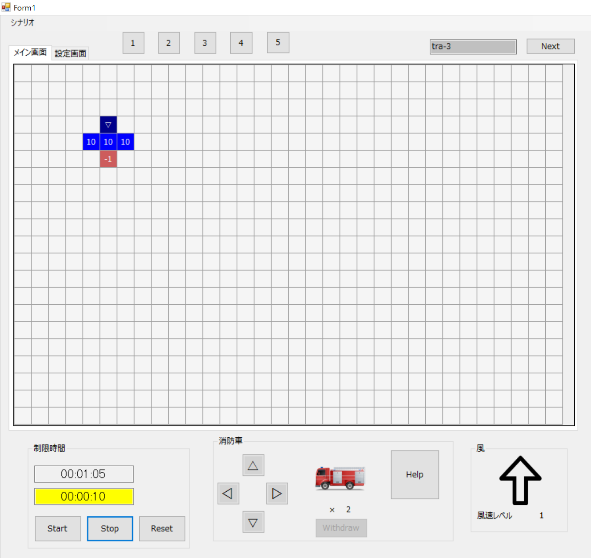 Form1
シナリオ
メイン画面 設定画面 1 2 3 4 5 tra-3 Next
▽
10 10 10
-1
制限時間
00:01:05
00:00:10
Start Stop Reset
消防車
△
◁ ▷
▽
× 2
Withdraw
Help
風
風速レベル 1